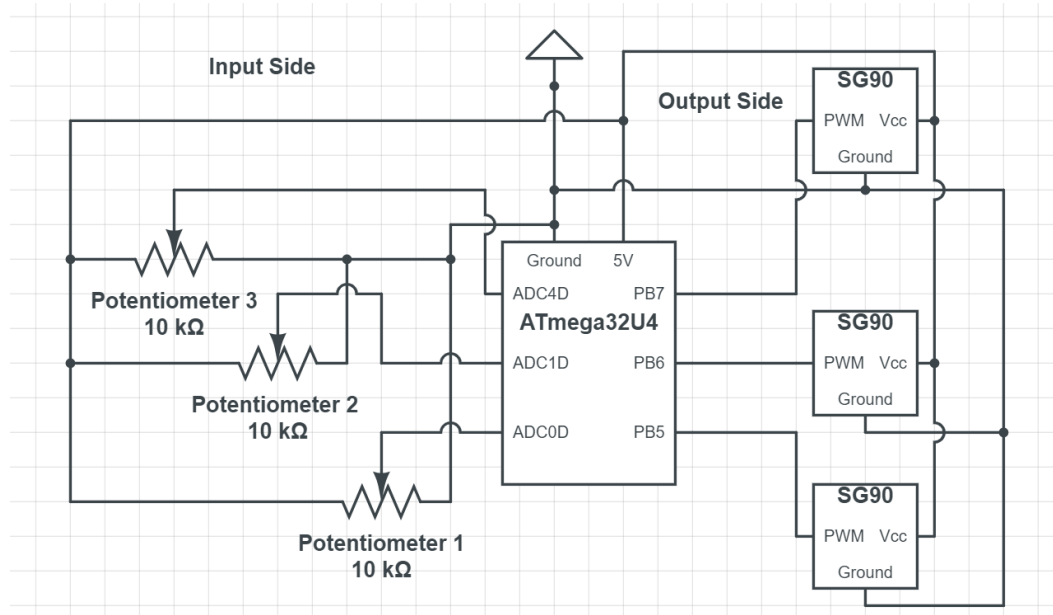 Input Side
Output Side
SG90
PWM Vcc
Ground
Ground 5V
ADC4D PB7
ATmega32U4
ADC1D PB6
ADC0D PB5
Potentiometer 3
10 kΩ
Potentiometer 2
10 kΩ
Potentiometer 1
10 kΩ
SG90
PWM Vcc
Ground
SG90
PWM Vcc
Ground